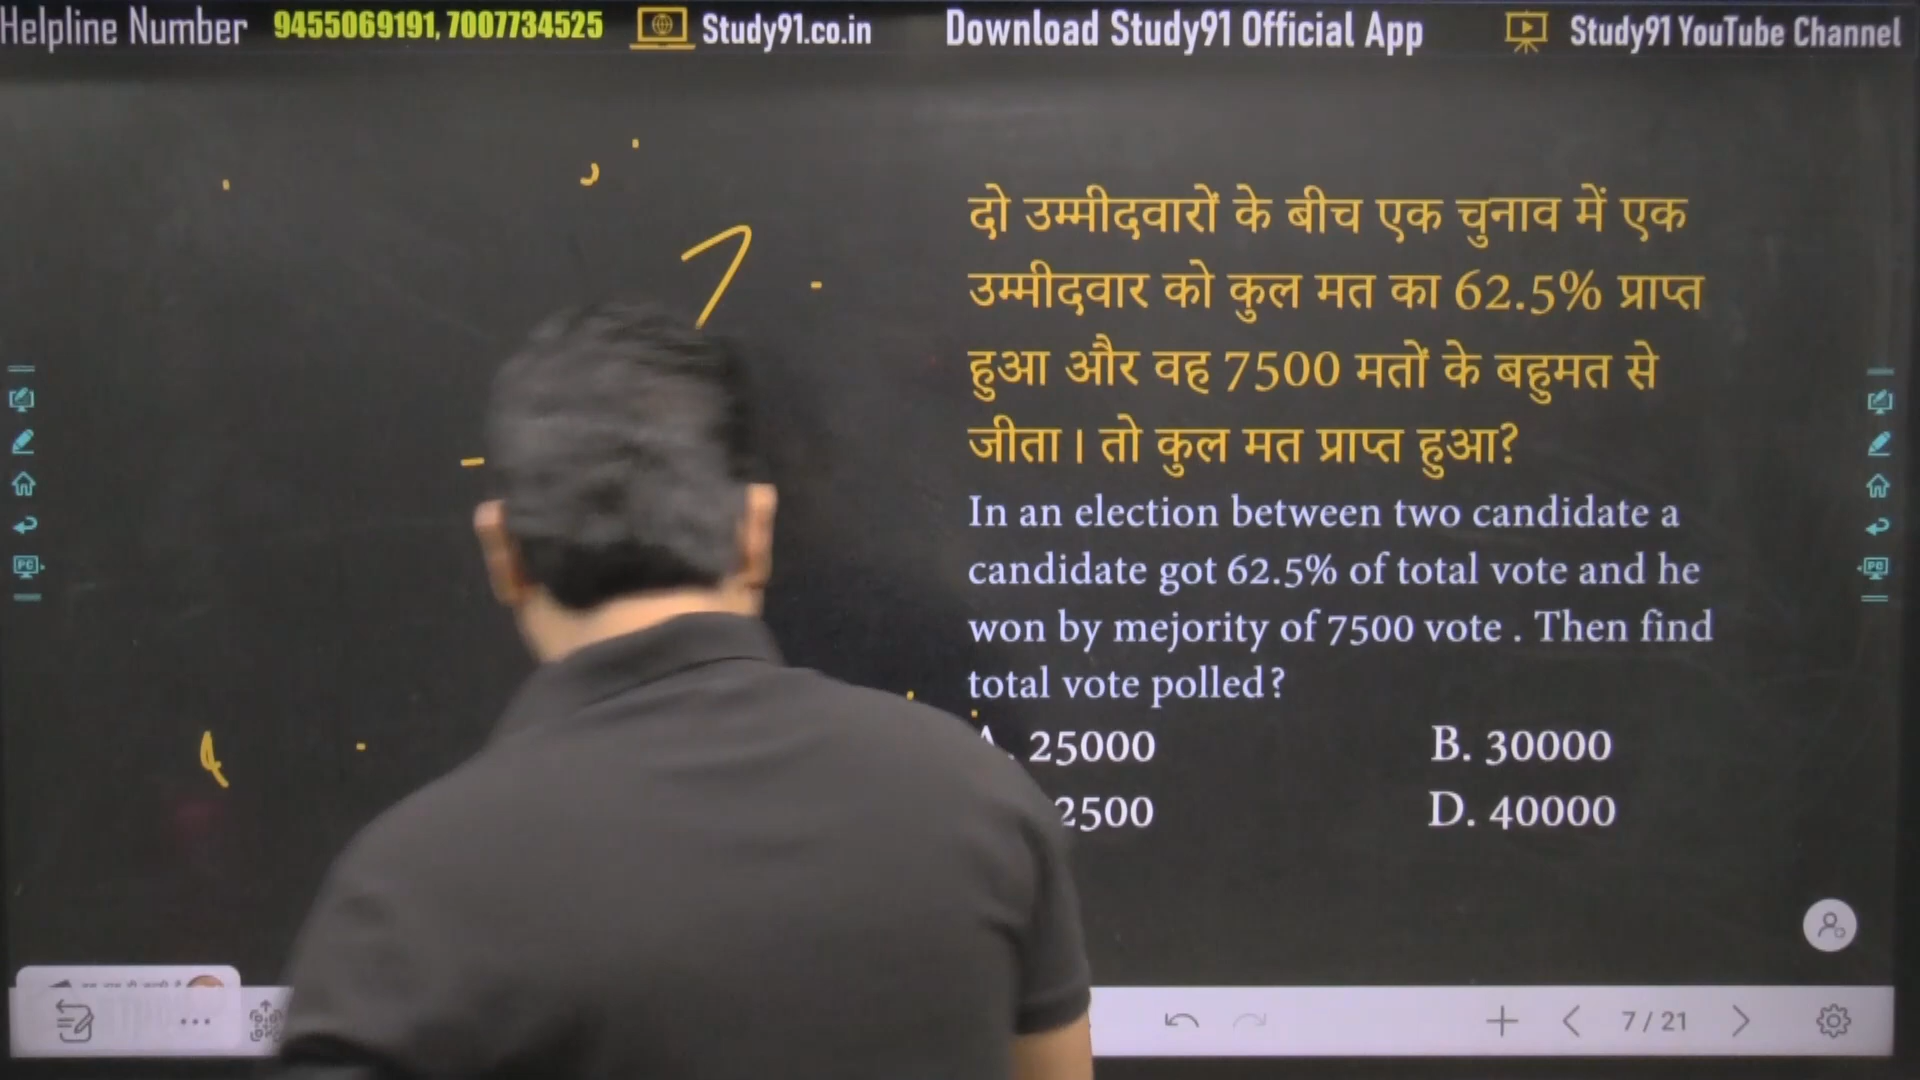 Helpline Number 9455069191, 7007734525 Study91.co.in Download Study91 Official App Study91 YouTube Channel
दो उम्मीदवारों के बीच एक चुनाव में एक
उम्मीदवार को कुल मत का 62.5% प्राप्त
हुआ और वह 7500 मतों के बहुमत से
जीता। तो कुल मत प्राप्त हुआ?
In an election between two candidate a
candidate got 62.5% of total vote and he
won by mejority of 7500 vote . Then find
total vote polled?
25000 B. 30000
2500 D. 40000
7 / 21